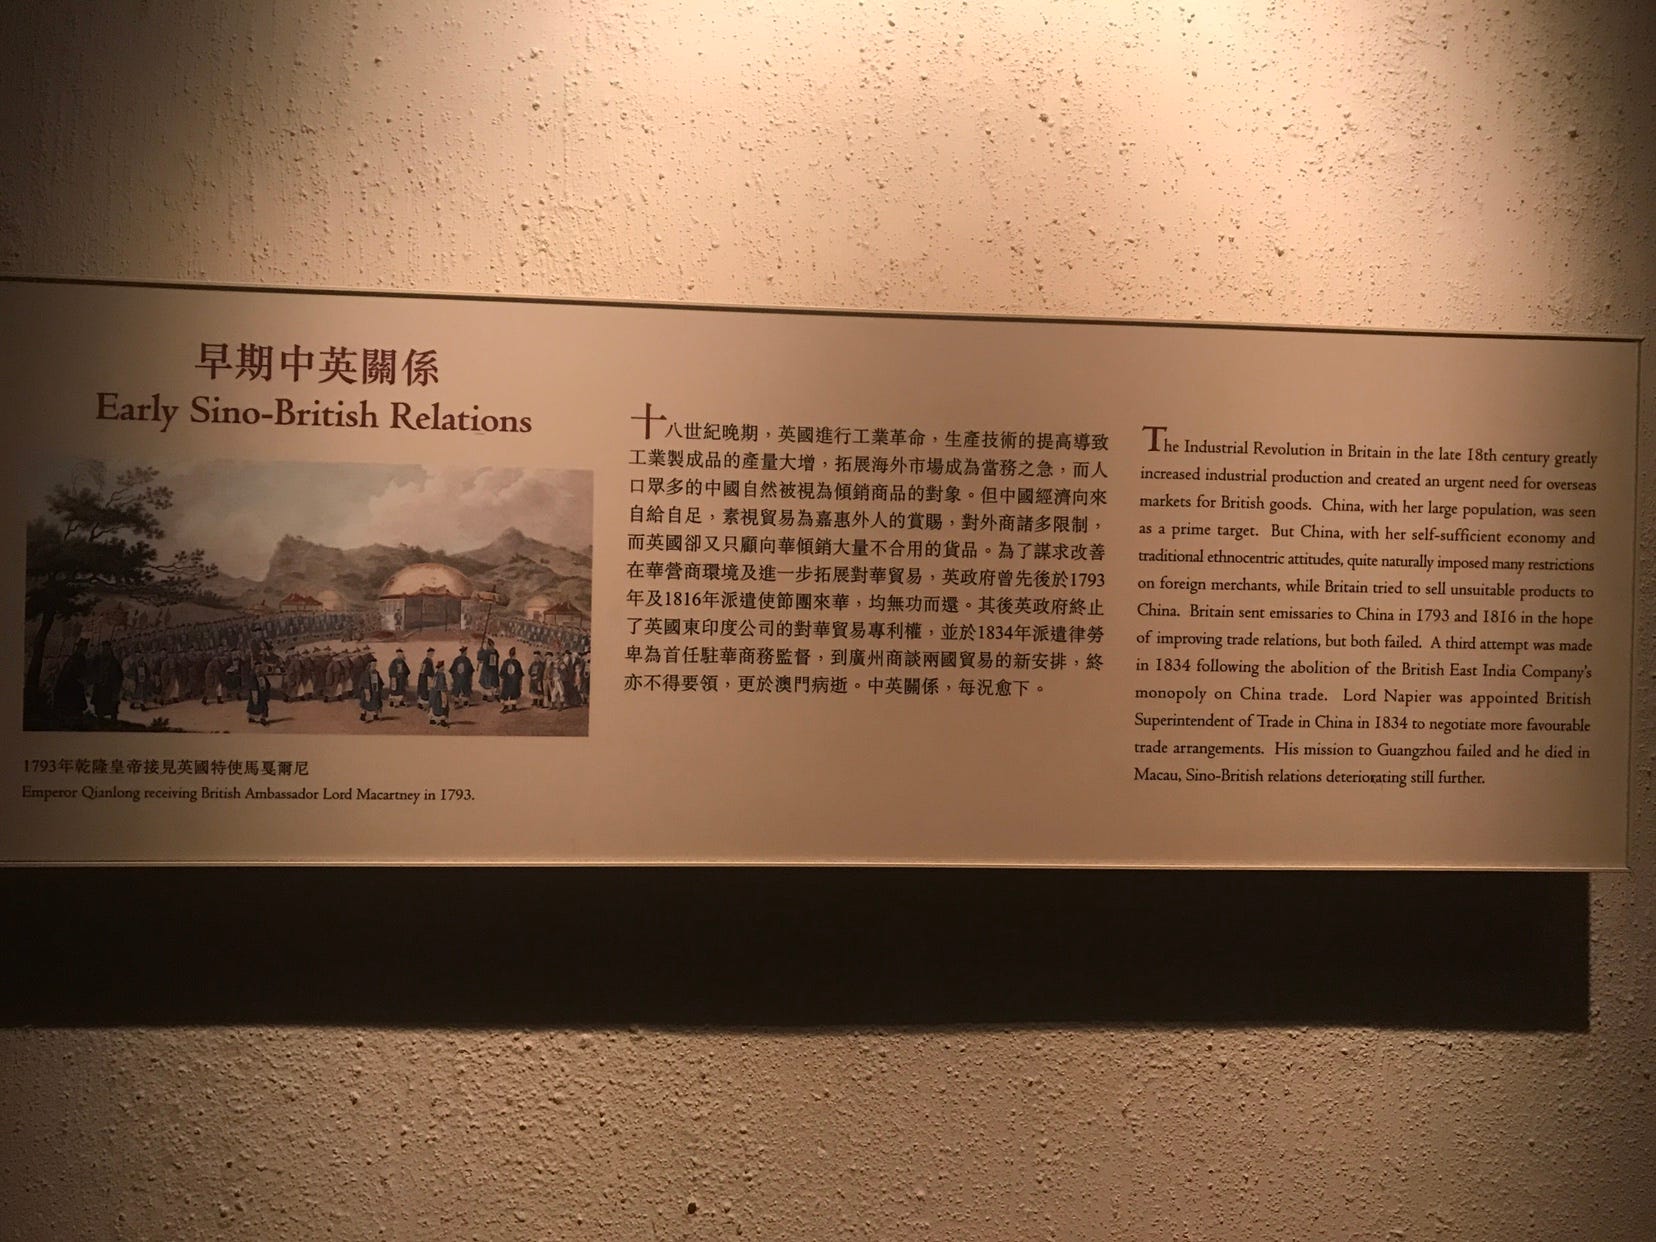 早期中英關係
Early Sino-British Relations
1793年乾隆皇帝接見英國特使馬戛爾尼
Emperor Qianlong receiving British Ambassador Lord Macartney in 1793.
十八世紀晚期，英國進行工業革命，生產技術的提高導致
工業製成品的產量大增，拓展海外市場成為當務之急，而人
口眾多的中國自然被視為傾銷商品的對象。但中國經濟向來
自給自足，素視貿易為嘉惠外人的賞賜，對外商諸多限制，
而英國卻又只顧向華傾銷大量不合用的貨品。為了謀求改善
在華營商環境及進一步拓展對華貿易，英政府曾先後於1793
年及1816年派遣使節團來華，均無功而還。其後英政府終止
了英國東印度公司的對華貿易專利權，並於1834年派遣律勞
卑為首任駐華商務監督，到廣州商談兩國貿易的新安排，終
亦不得要領，更於澳門病逝。中英關係，每況愈下。
The Industrial Revolution in Britain in the late 18th century greatly
increased industrial production and created an urgent need for overseas
markets for British goods. China, with her large population, was seen
as a prime target. But China, with her self-sufficient economy and
traditional ethnocentric attitudes, quite naturally imposed many restrictions
on foreign merchants, while Britain tried to sell unsuitable products to
China. Britain sent emissaries to China in 1793 and 1816 in the hope
of improving trade relations, but both failed. A third attempt was made
in 1834 following the abolition of the British East India Company's
monopoly on China trade. Lord Napier was appointed British
Superintendent of Trade in China in 1834 to negotiate more favourable
trade arrangements. His mission to Guangzhou failed and he died in
Macau, Sino-British relations deteriorating still further.